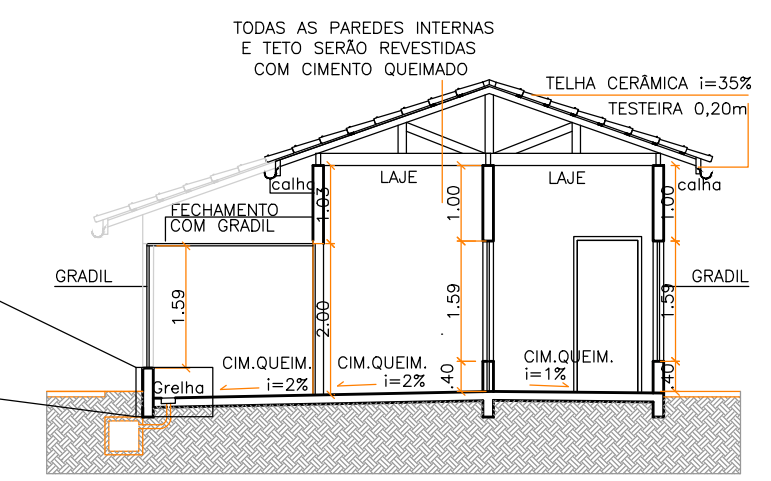 TODAS AS PAREDES INTERNAS
E TETO SERÃO REVESTIDAS
COM CIMENTO QUEIMADO
TELHA CERÂMICA i=35%
TESTEIRA 0,20m
LAJE
LAJE
calha
calha
1.03
1.00
1.00
FECHAMENTO
COM GRADIL
GRADIL
GRADIL
1.59
2.00
1.59
1.59
CIM.QUEIM.
i=2%
CIM.QUEIM.
i=2%
CIM.QUEIM.
i=1%
.40
.40
Grelha